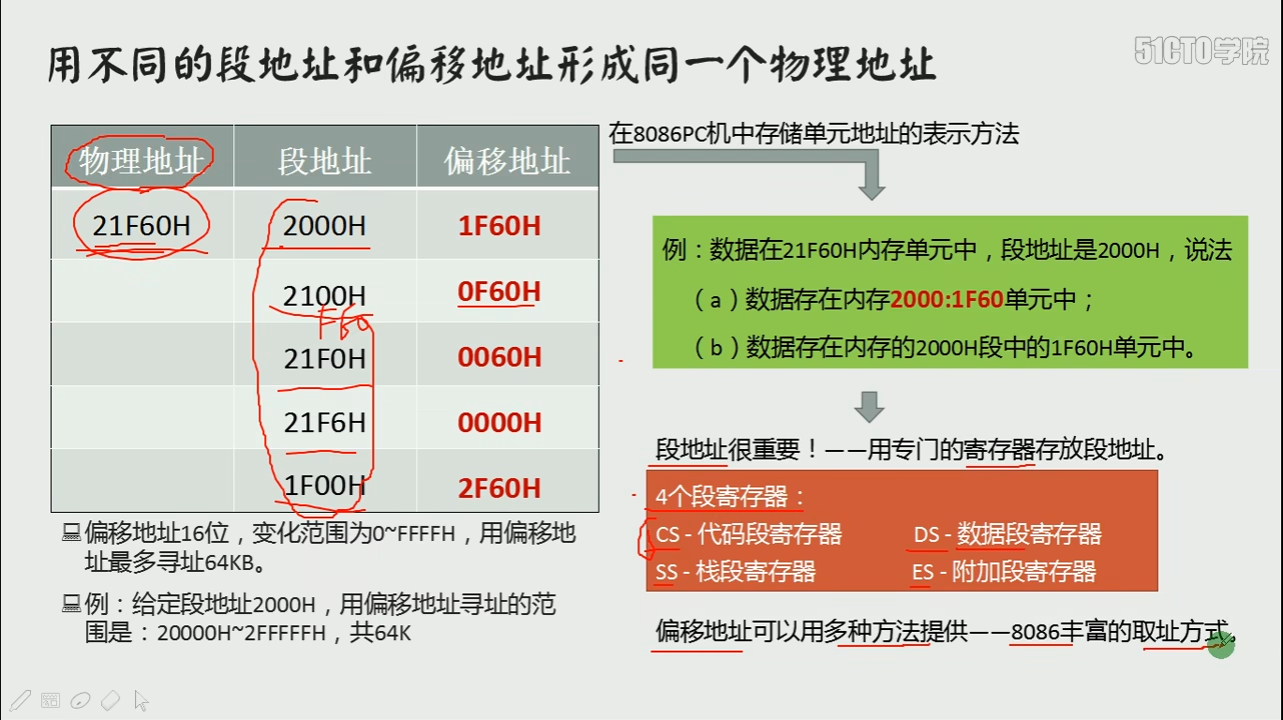 用不同的段地址和偏移地址形成同一个物理地址
51CTO学院
物理地址 段地址 偏移地址
21F60H 2000H 1F60H
2100H 0F60H
F60
21F0H 0060H
21F6H 0000H
1F00H 2F60H
偏移地址16位，变化范围为0~FFFFH，用偏移地
址最多寻址64KB。
例：给定段地址2000H，用偏移地址寻址的范
围是：20000H~2FFFFFH，共64K
在8086PC机中存储单元地址的表示方法
例：数据在21F60H内存单元中，段地址是2000H，说法
（a）数据存在内存2000:1F60单元中；
（b）数据存在内存的2000H段中的1F60H单元中。
段地址很重要！——用专门的寄存器存放段地址。
4个段寄存器：
CS - 代码段寄存器 DS - 数据段寄存器
SS - 栈段寄存器 ES - 附加段寄存器
偏移地址可以用多种方法提供——8086丰富的取址方式。